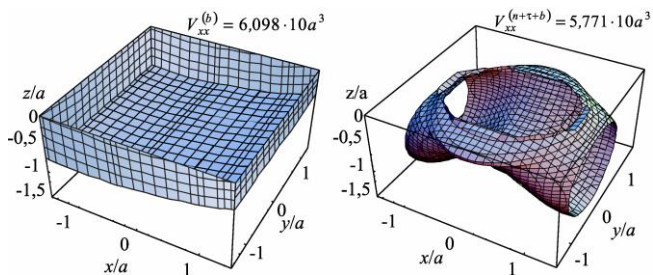 V_{xx}^{(b)} = 6,098·10a^3
z/a
0
-0,5
-1
-1,5
-1
0
1
x/a
-1
0
1
y/a
V_{xx}^{(n+τ+b)} = 5,771·10a^3
z/a
0
-0,5
-1
-1,5
-1
0
1
x/a
-1
0
1
y/a